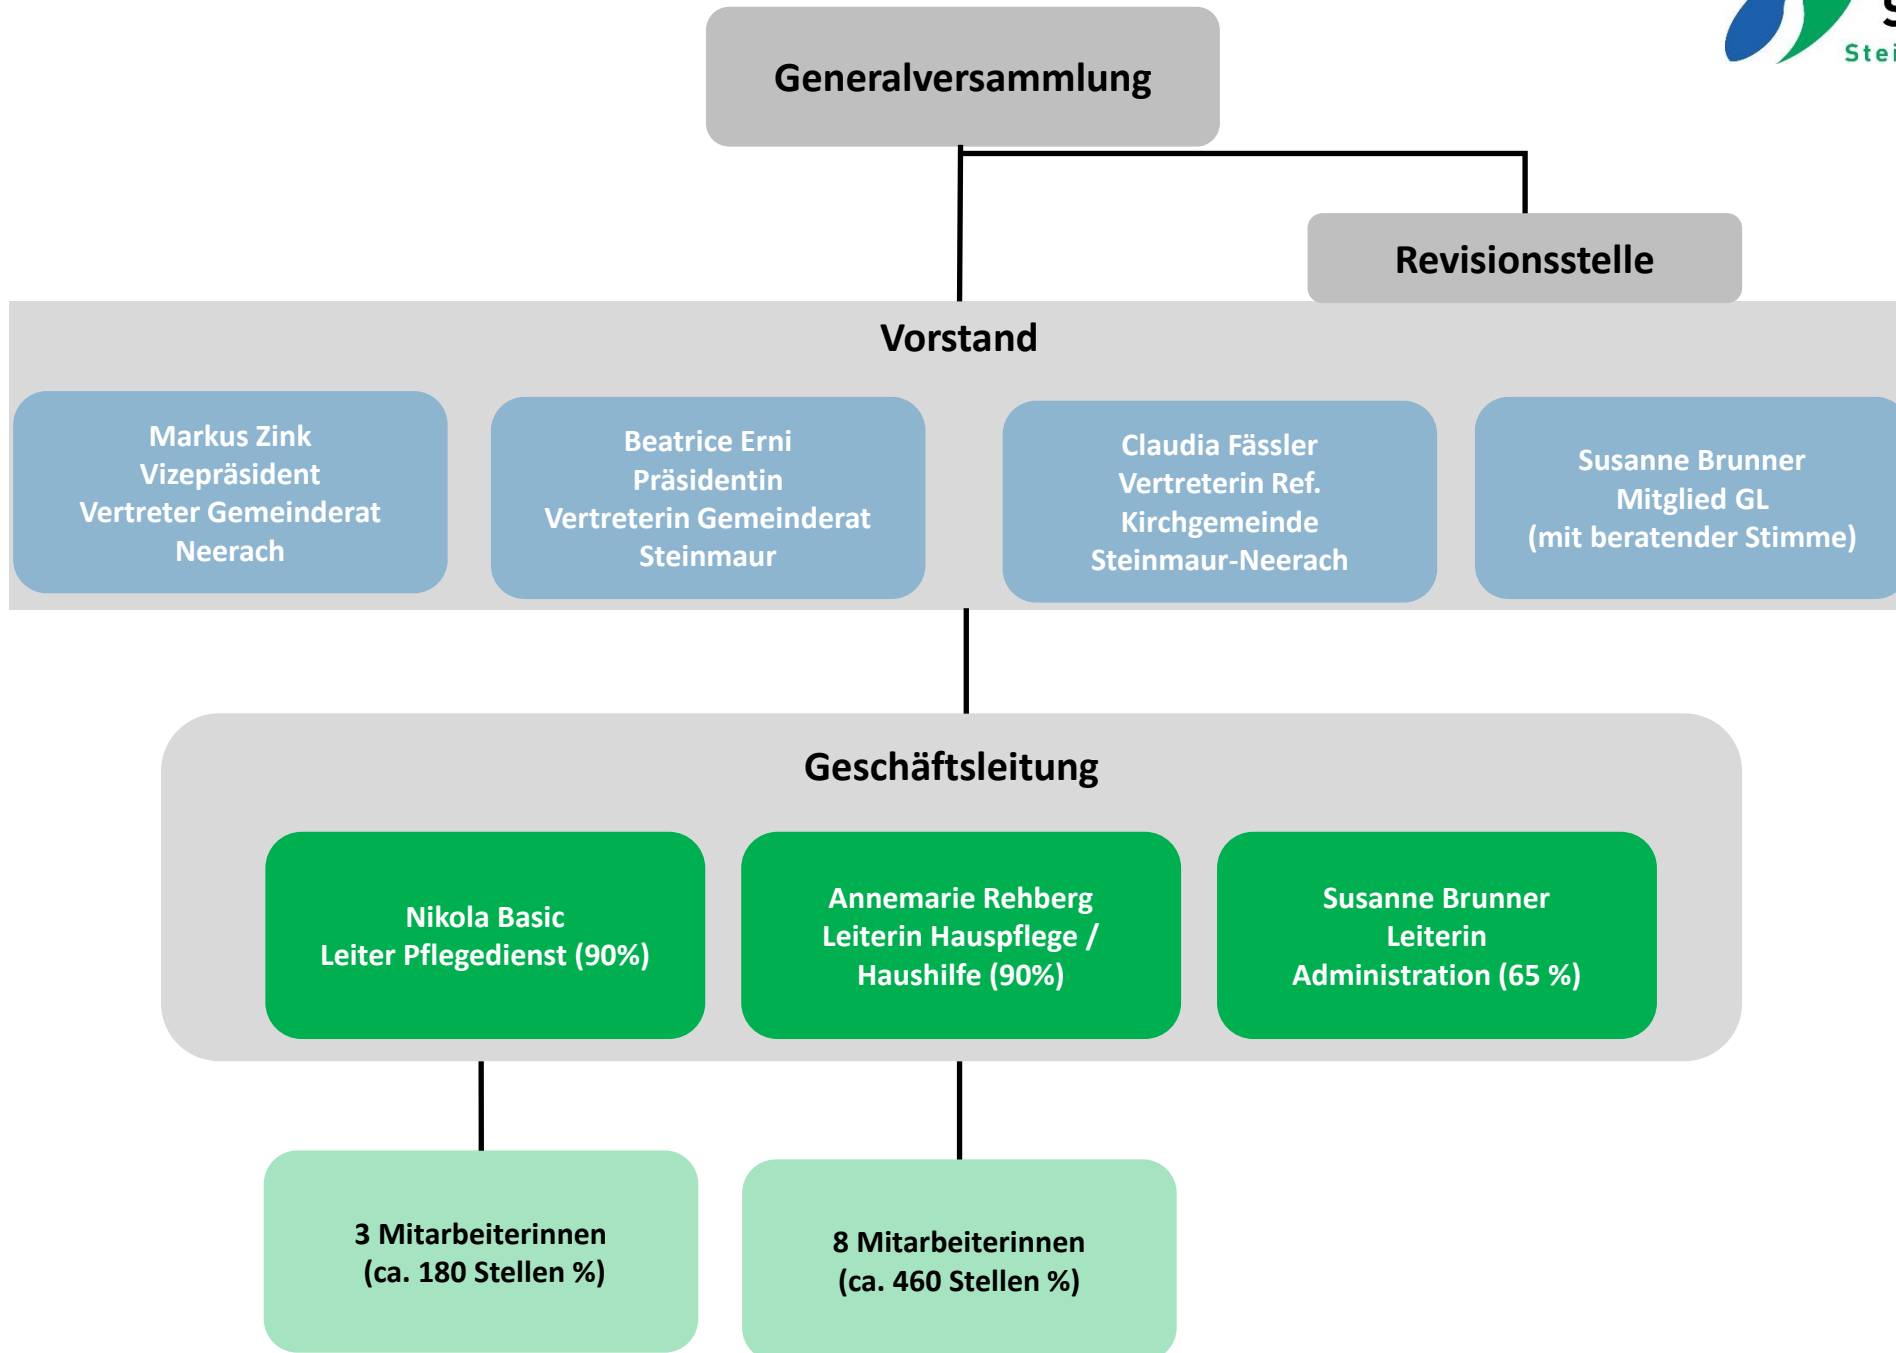 Generalversammlung
Revisionsstelle
Vorstand
Markus Zink
Vizepräsident
Vertreter Gemeinderat
Neerach
Beatrice Erni
Präsidentin
Vertreterin Gemeinderat
Steinmaur
Claudia Fässler
Vertreterin Ref.
Kirchgemeinde
Steinmaur-Neerach
Susanne Brunner
Mitglied GL
(mit beratender Stimme)
Geschäftsleitung
Nikola Basic
Leiter Pflegedienst (90%)
Annemarie Rehberg
Leiterin Hauspflege /
Haushilfe (90%)
Susanne Brunner
Leiterin
Administration (65 %)
3 Mitarbeiterinnen
(ca. 180 Stellen %)
8 Mitarbeiterinnen
(ca. 460 Stellen %)